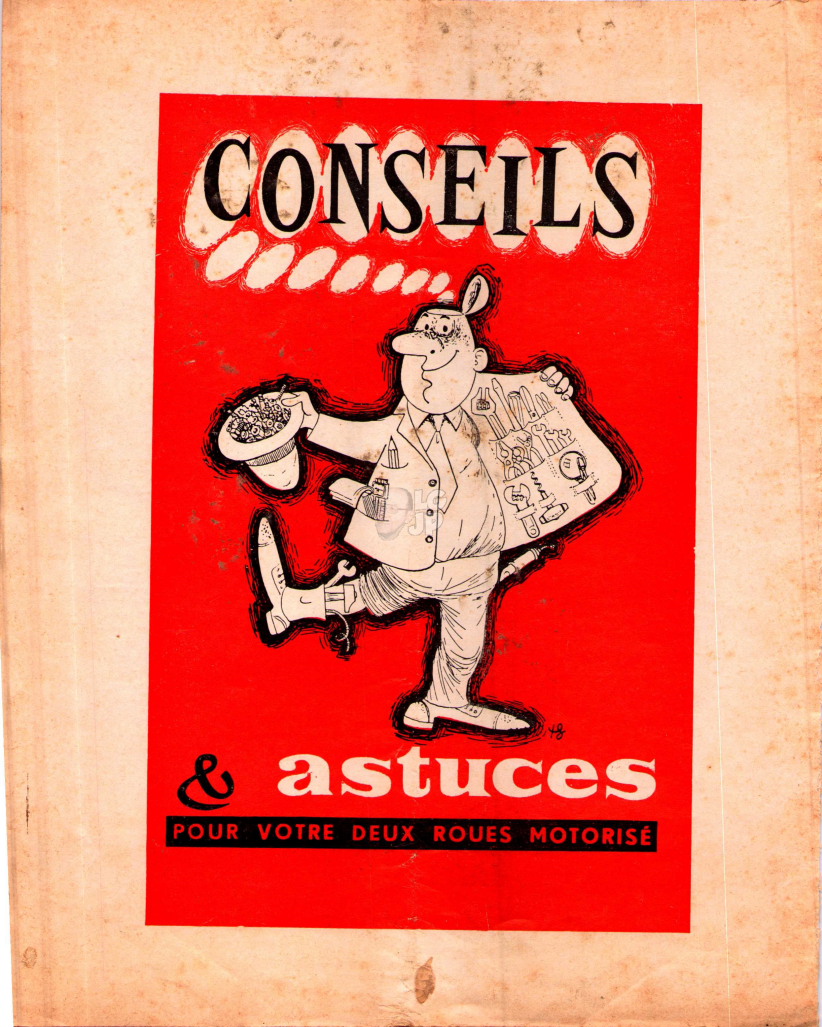 CONSEILS
& astuces
POUR VOTRE DEUX ROUES MOTORISÉ